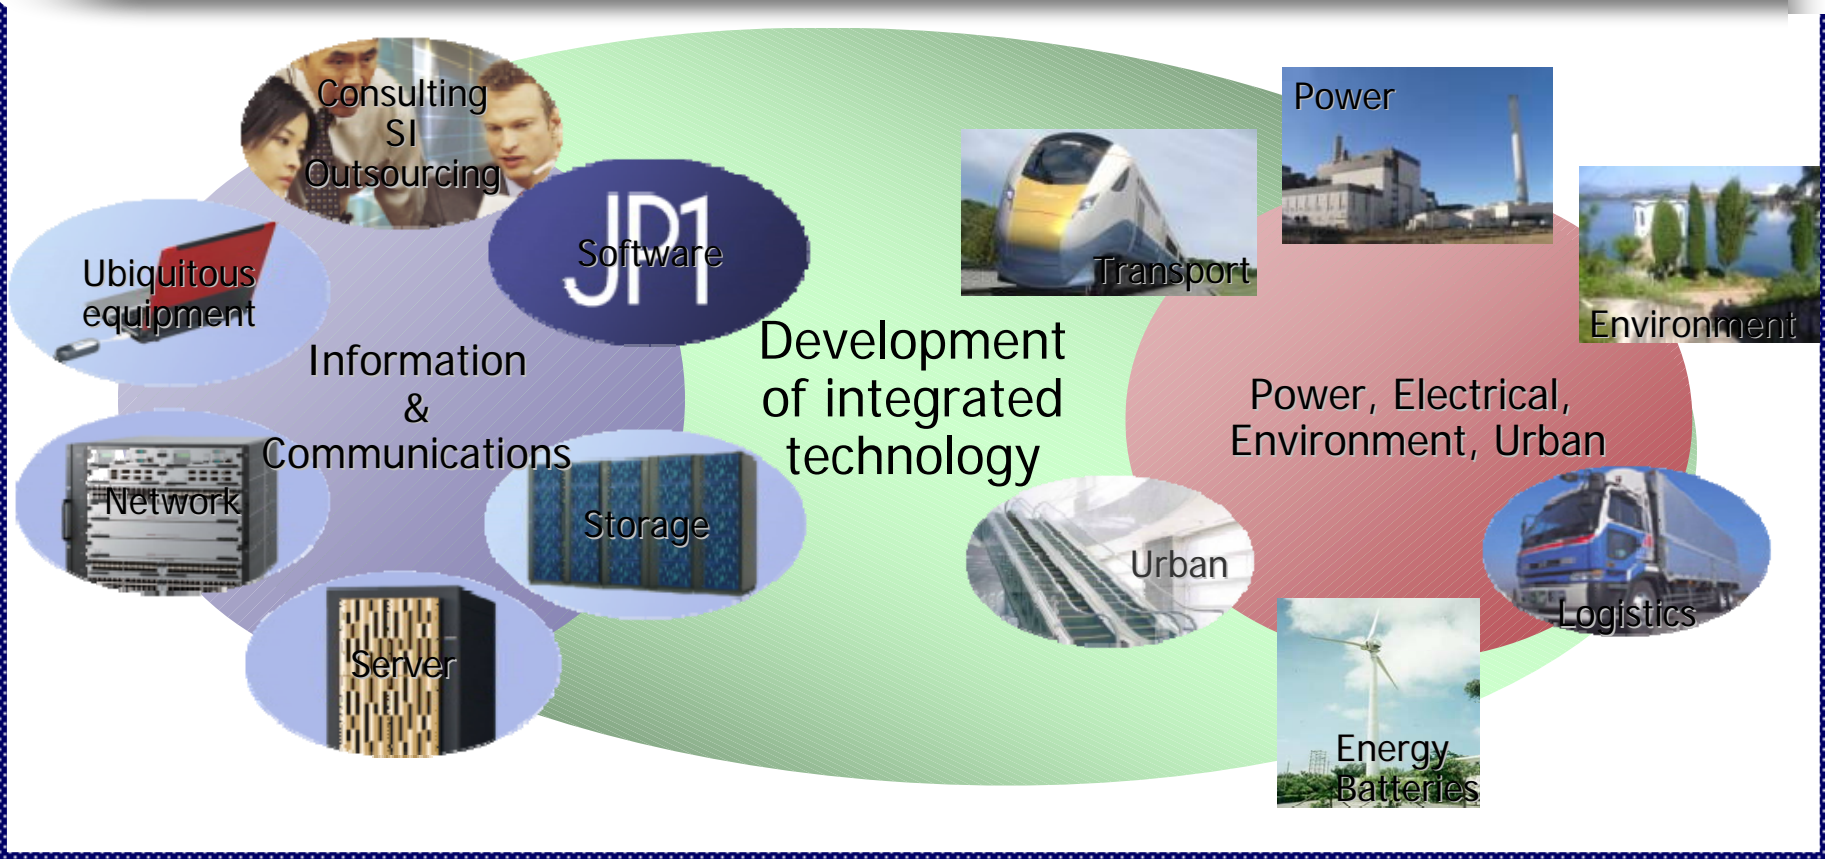 Consulting
SI
Outsourcing
JP1
Software
Ubiquitous
equipment
Information
&
Communications
Network
Storage
Server
Development
of integrated
technology
Transport
Power
Environment
Power, Electrical,
Environment, Urban
Urban
Logistics
Energy
Batteries